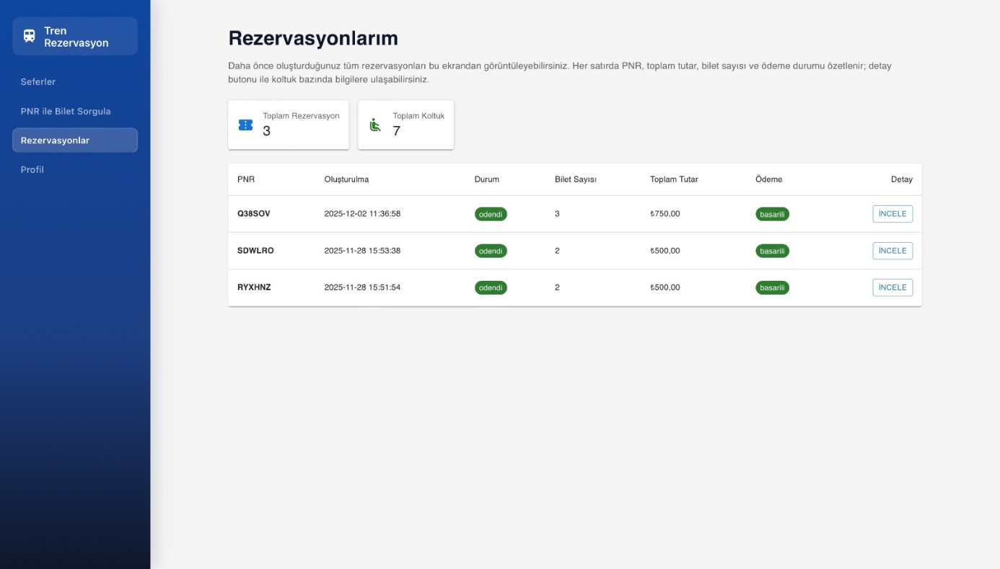 Tren
Rezervasyon
Seferler
PNR ile Bilet Sorgula
Rezervasyonlar
Profil
Rezervasyonlarım
Daha önce oluşturduğunuz tüm rezervasyonları bu ekrandan görüntüleyebilirsiniz. Her satırda PNR, toplam tutar, bilet sayısı ve ödeme durumu özetlenir; detay
butonu ile koltuk bazında bilgilere ulaşabilirsiniz.
Toplam Rezervasyon
3
Toplam Koltuk
7
PNR Oluşturulma Durum Bilet Sayısı Toplam Tutar Ödeme Detay
Q38SOV 2025-12-02 11:36:58 odendi 3 ₺750,00 basarili İNCELE
SDWLRO 2025-11-28 15:53:38 odendi 2 ₺500,00 basarili İNCELE
RYXHNZ 2025-11-28 15:51:54 odendi 2 ₺500,00 basarili İNCELE